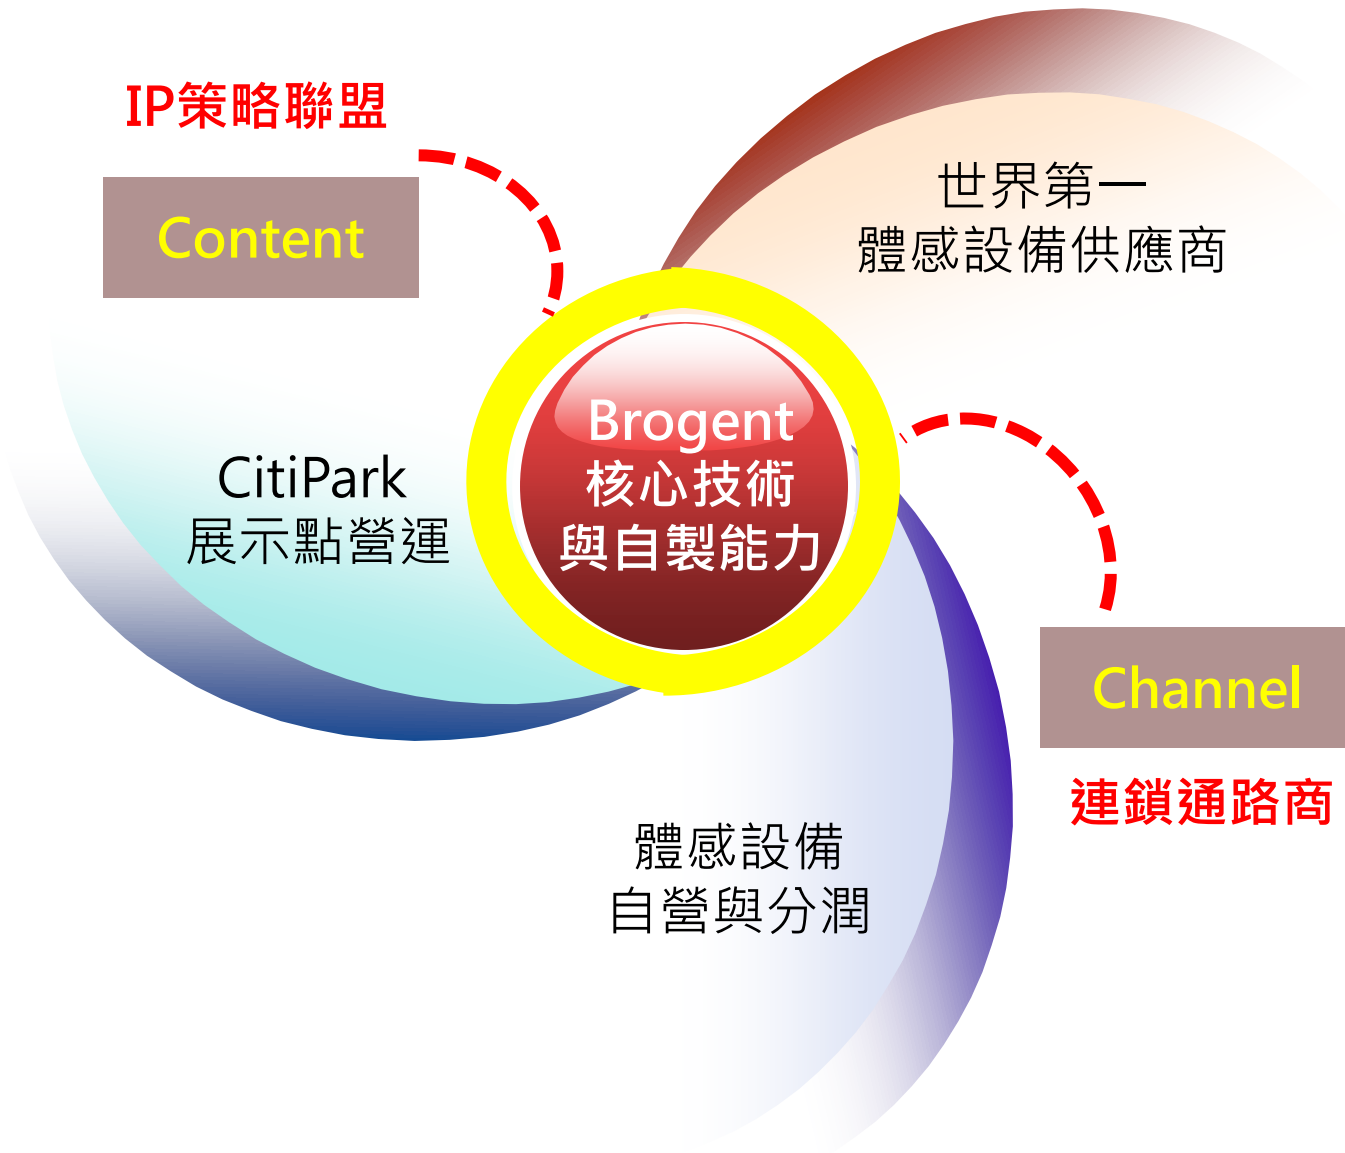 IP策略聯盟
Content
世界第一
體感設備供應商
Brogent
核心技術
與自製能力
CitiPark
展示點營運
Channel
連鎖通路商
體感設備
自營與分潤